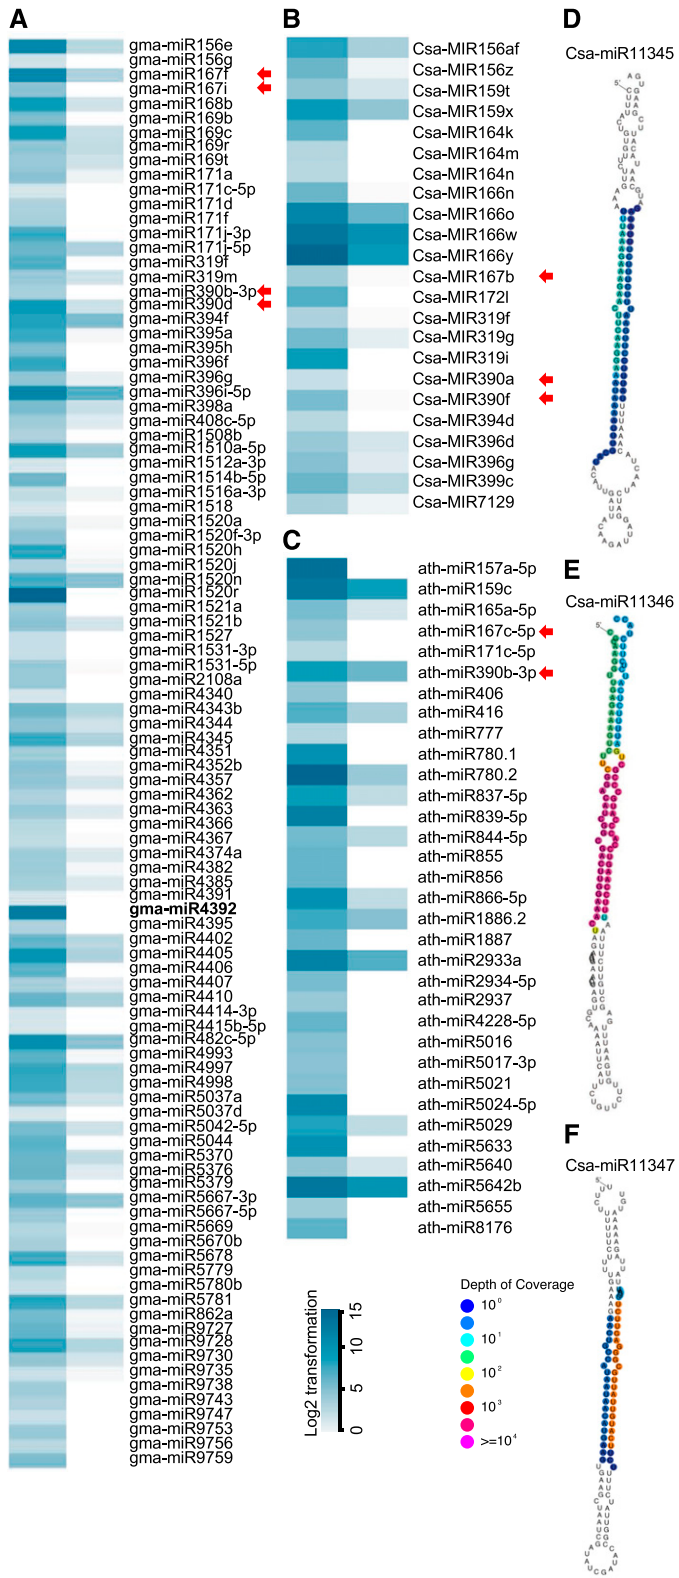 A
gma-miR156e
gma-miR156g
gma-miR167f
gma-miR167i
gma-miR168b
gma-miR169b
gma-miR169c
gma-miR169r
gma-miR169t
gma-miR171a
gma-miR171c-5p
gma-miR171d
gma-miR171f
gma-miR171j-3p
gma-miR171j-5p
gma-miR319f
gma-miR319m
gma-miR390b-3p
gma-miR390d
gma-miR394f
gma-miR395a
gma-miR395h
gma-miR396f
gma-miR396g
gma-miR396i-5p
gma-miR398a
gma-miR408c-5p
gma-miR1508b
gma-miR1510a-5p
gma-miR1512a-3p
gma-miR1514b-5p
gma-miR1516a-3p
gma-miR1518
gma-miR1520a
gma-miR1520f-3p
gma-miR1520h
gma-miR1520j
gma-miR1520n
gma-miR1520r
gma-miR1521a
gma-miR1521b
gma-miR1527
gma-miR1531-3p
gma-miR1531-5p
gma-miR2108a
gma-miR4340
gma-miR4343b
gma-miR4344
gma-miR4345
gma-miR4351
gma-miR4352b
gma-miR4357
gma-miR4362
gma-miR4363
gma-miR4366
gma-miR4367
gma-miR4374a
gma-miR4382
gma-miR4385
gma-miR4391
gma-miR4392
gma-miR4395
gma-miR4402
gma-miR4405
gma-miR4406
gma-miR4407
gma-miR4410
gma-miR4414-3p
gma-miR4415b-5p
gma-miR482c-5p
gma-miR4993
gma-miR4997
gma-miR4998
gma-miR5037a
gma-miR5037d
gma-miR5042-5p
gma-miR5044
gma-miR5370
gma-miR5376
gma-miR5379
gma-miR5667-3p
gma-miR5667-5p
gma-miR5669
gma-miR5670b
gma-miR5678
gma-miR5779
gma-miR5780b
gma-miR5781
gma-miR862a
gma-miR9727
gma-miR9728
gma-miR9730
gma-miR9735
gma-miR9738
gma-miR9743
gma-miR9747
gma-miR9753
gma-miR9756
gma-miR9759
B
Csa-MIR156af
Csa-MIR156z
Csa-MIR159t
Csa-MIR159x
Csa-MIR164k
Csa-MIR164m
Csa-MIR164n
Csa-MIR166n
Csa-MIR166o
Csa-MIR166w
Csa-MIR166y
Csa-MIR167b
Csa-MIR172l
Csa-MIR319f
Csa-MIR319g
Csa-MIR319i
Csa-MIR390a
Csa-MIR390f
Csa-MIR394d
Csa-MIR396d
Csa-MIR396g
Csa-MIR399c
Csa-MIR7129
C
ath-miR157a-5p
ath-miR159c
ath-miR165a-5p
ath-miR167c-5p
ath-miR171c-5p
ath-miR390b-3p
ath-miR406
ath-miR416
ath-miR777
ath-miR780.1
ath-miR780.2
ath-miR837-5p
ath-miR839-5p
ath-miR844-5p
ath-miR855
ath-miR856
ath-miR866-5p
ath-miR1886.2
ath-miR1887
ath-miR2933a
ath-miR2934-5p
ath-miR2937
ath-miR4228-5p
ath-miR5016
ath-miR5017-3p
ath-miR5021
ath-miR5024-5p
ath-miR5029
ath-miR5633
ath-miR5640
ath-miR5642b
ath-miR5655
ath-miR8176
Log2 transformation
0 5 10 15
Depth of Coverage
10⁰
10¹
10²
10³
>=10⁴
D
Csa-miR11345
5'
E
Csa-miR11346
5'
F
Csa-miR11347
5'